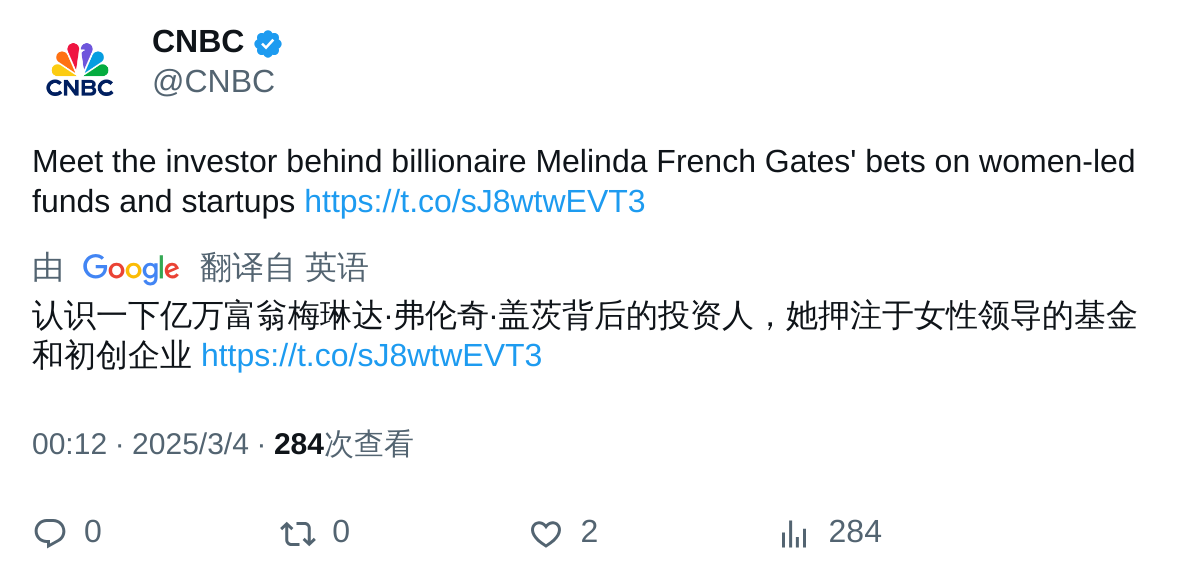 CNBC
CNBC
@CNBC
Meet the investor behind billionaire Melinda French Gates' bets on women-led
funds and startups https://t.co/sJ8wtwEVT3
由 Google 翻译自 英语
认识一下亿万富翁梅琳达·弗伦奇·盖茨背后的投资人，她押注于女性领导的基金
和初创企业 https://t.co/sJ8wtwEVT3
00:12 · 2025/3/4 · 284次查看
0 0 2 284